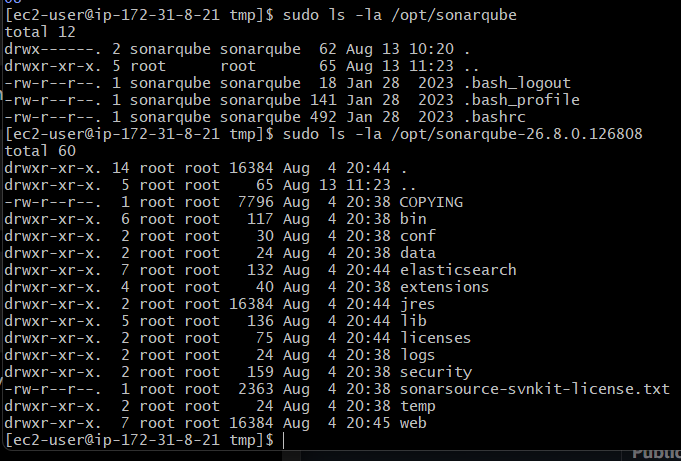 [ec2-user@ip-172-31-8-21 tmp]$ sudo ls -la /opt/sonarqube
total 12
drwx------. 2 sonarqube sonarqube  62 Aug 13 10:20 .
drwxr-xr-x. 5 root      root       65 Aug 13 11:23 ..
-rw-r--r--. 1 sonarqube sonarqube  18 Jan 28  2023 .bash_logout
-rw-r--r--. 1 sonarqube sonarqube 141 Jan 28  2023 .bash_profile
-rw-r--r--. 1 sonarqube sonarqube 492 Jan 28  2023 .bashrc
[ec2-user@ip-172-31-8-21 tmp]$ sudo ls -la /opt/sonarqube-26.8.0.126808
total 60
drwxr-xr-x. 14 root root 16384 Aug  4 20:44 .
drwxr-xr-x.  5 root root    65 Aug 13 11:23 ..
-rw-r--r--.  1 root root  7796 Aug  4 20:38 COPYING
drwxr-xr-x.  6 root root   117 Aug  4 20:38 bin
drwxr-xr-x.  2 root root    30 Aug  4 20:38 conf
drwxr-xr-x.  2 root root    24 Aug  4 20:38 data
drwxr-xr-x.  7 root root   132 Aug  4 20:44 elasticsearch
drwxr-xr-x.  4 root root    40 Aug  4 20:38 extensions
drwxr-xr-x.  2 root root 16384 Aug  4 20:44 jres
drwxr-xr-x.  5 root root   136 Aug  4 20:44 lib
drwxr-xr-x.  2 root root    75 Aug  4 20:44 licenses
drwxr-xr-x.  2 root root    24 Aug  4 20:38 logs
drwxr-xr-x.  2 root root   159 Aug  4 20:38 security
-rw-r--r--.  1 root root  2363 Aug  4 20:38 sonarsource-svnkit-license.txt
drwxr-xr-x.  2 root root    24 Aug  4 20:38 temp
drwxr-xr-x.  7 root root 16384 Aug  4 20:45 web
[ec2-user@ip-172-31-8-21 tmp]$
Public